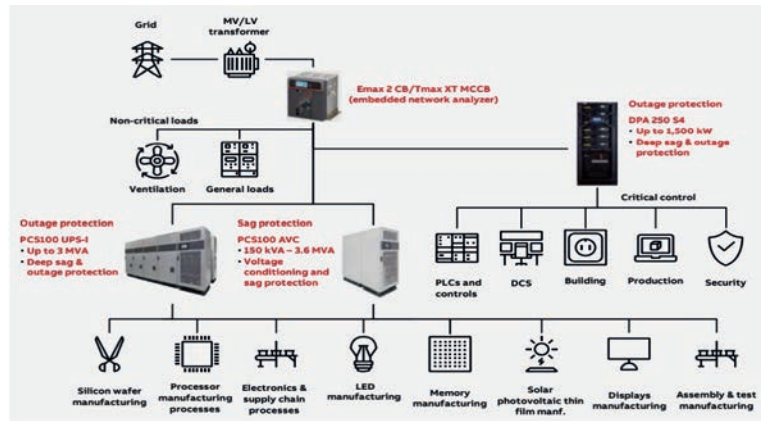 Grid
MV/LV
transformer
Emax 2 CB/Tmax XT MCCB
(embedded network analyzer)
Outage protection
DPA 250 S4
• Up to 1,500 kW
• Deep sag & outage
protection
Non-critical loads
Ventilation
General loads
Critical control
Outage protection
PCS100 UPS-I
• Up to 3 MVA
• Deep sag &
outage protection
Sag protection
PCS100 AVC
• 150 kVA – 3.6 MVA
• Voltage
conditioning and
sag protection
PLCs and
controls
DCS
Building
Production
Security
Silicon wafer
manufacturing
Processor
manufacturing
processes
Electronics &
supply chain
processes
LED
manufacturing
Memory
manufacturing
Solar
photovoltaic thin
film manf.
Displays
manufacturing
Assembly & test
manufacturing